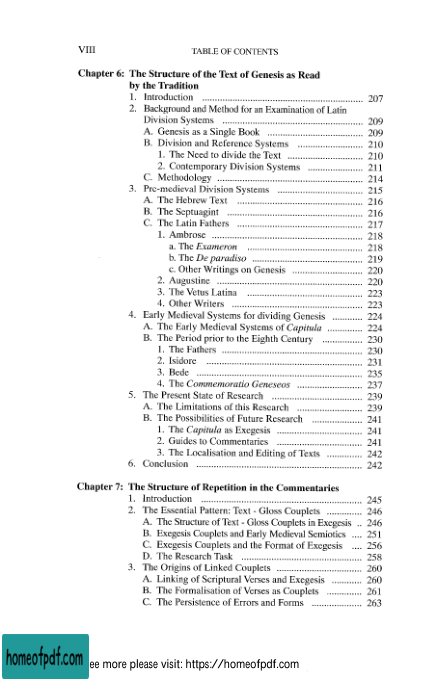 VIII
TABLE OF CONTENTS
Chapter 6: The Structure of the Text of Genesis as Read
by the Tradition
1. Introduction ........ 207
2. Background and Method for an Examination of Latin
Division Systems ........ 209
A. Genesis as a Single Book ........ 209
B. Division and Reference Systems ........ 210
1. The Need to divide the Text ........ 210
2. Contemporary Division Systems ........ 211
C. Methodology ........ 214
3. Pre-medieval Division Systems ........ 215
A. The Hebrew Text ........ 216
B. The Septuagint ........ 216
C. The Latin Fathers ........ 217
1. Ambrose ........ 218
a. The Exameron ........ 218
b. The De paradiso ........ 219
c. Other Writings on Genesis ........ 220
2. Augustine ........ 220
3. The Vetus Latina ........ 223
4. Other Writers ........ 223
4. Early Medieval Systems for dividing Genesis ........ 224
A. The Early Medieval Systems of Capitula ........ 224
B. The Period prior to the Eighth Century ........ 230
1. The Fathers ........ 230
2. Isidore ........ 231
3. Bede ........ 235
4. The Commemoratio Geneseos ........ 237
5. The Present State of Research ........ 239
A. The Limitations of this Research ........ 239
B. The Possibilities of Future Research ........ 241
1. The Capitula as Exegesis ........ 241
2. Guides to Commentaries ........ 241
3. The Localisation and Editing of Texts ........ 242
6. Conclusion ........ 242
Chapter 7: The Structure of Repetition in the Commentaries
1. Introduction ........ 245
2. The Essential Pattern: Text - Gloss Couplets ........ 246
A. The Structure of Text - Gloss Couplets in Exegesis .. 246
B. Exegesis Couplets and Early Medieval Semiotics .... 251
C. Exegesis Couplets and the Format of Exegesis .... 256
D. The Research Task ........ 258
3. The Origins of Linked Couplets ........ 260
A. Linking of Scriptural Verses and Exegesis ........ 260
B. The Formalisation of Verses as Couplets ........ 261
C. The Persistence of Errors and Forms ........ 263
homeofpdf.com
ee more please visit: https://homeofpdf.com